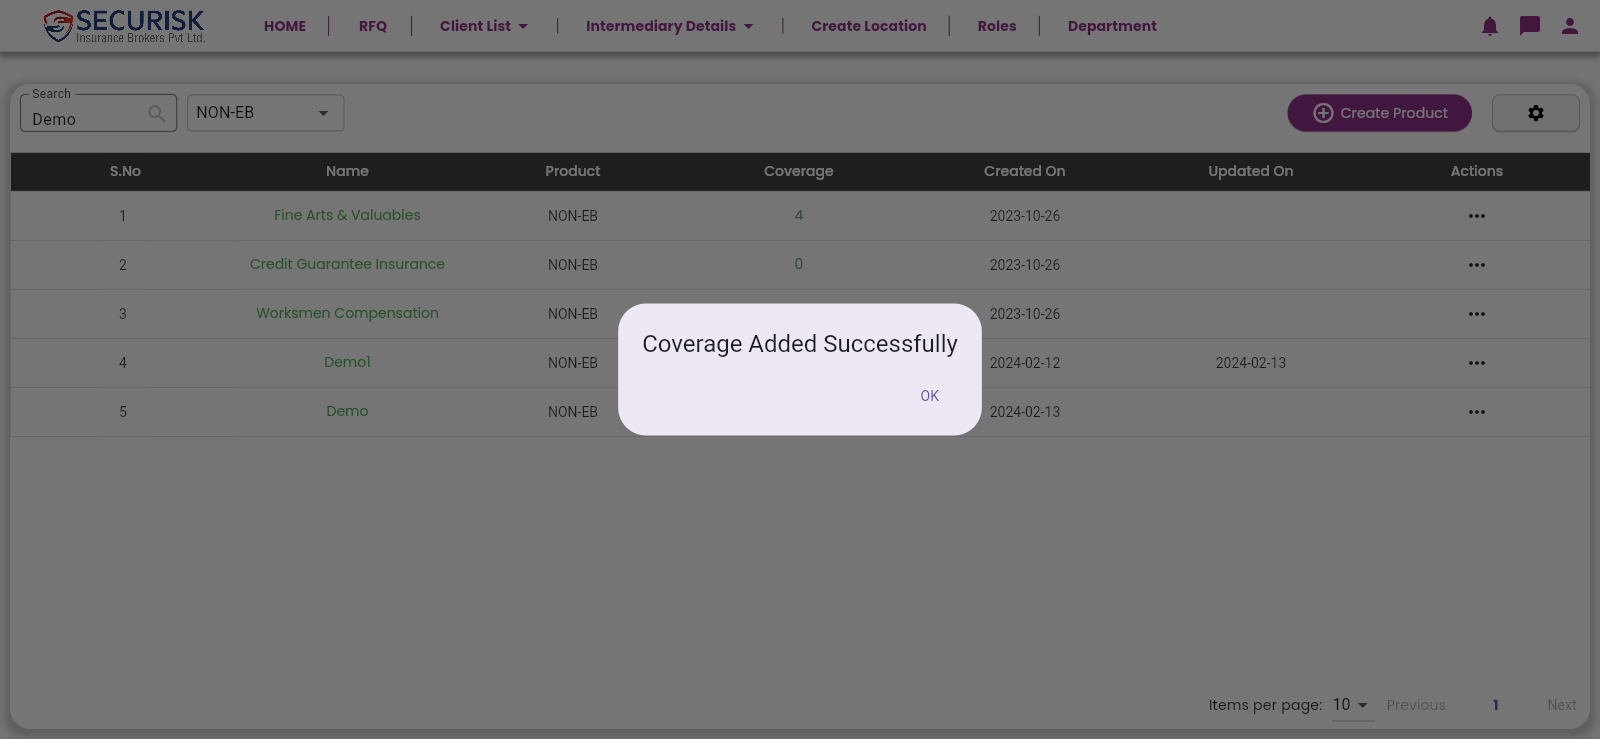 SECURISK
Insurance Brokers Pvt Ltd.
HOME RFQ Client List Intermediary Details Create Location Roles Department
Search
Demo NON-EB Create Product
S.No Name Product Coverage Created On Updated On Actions
1 Fine Arts & Valuables NON-EB 4 2023-10-26
2 Credit Guarantee Insurance NON-EB 0 2023-10-26
3 Worksmen Compensation NON-EB 2023-10-26
4 Demo1 NON-EB 2024-02-12 2024-02-13
5 Demo NON-EB 2024-02-13
Coverage Added Successfully
OK
Items per page: 10 Previous 1 Next